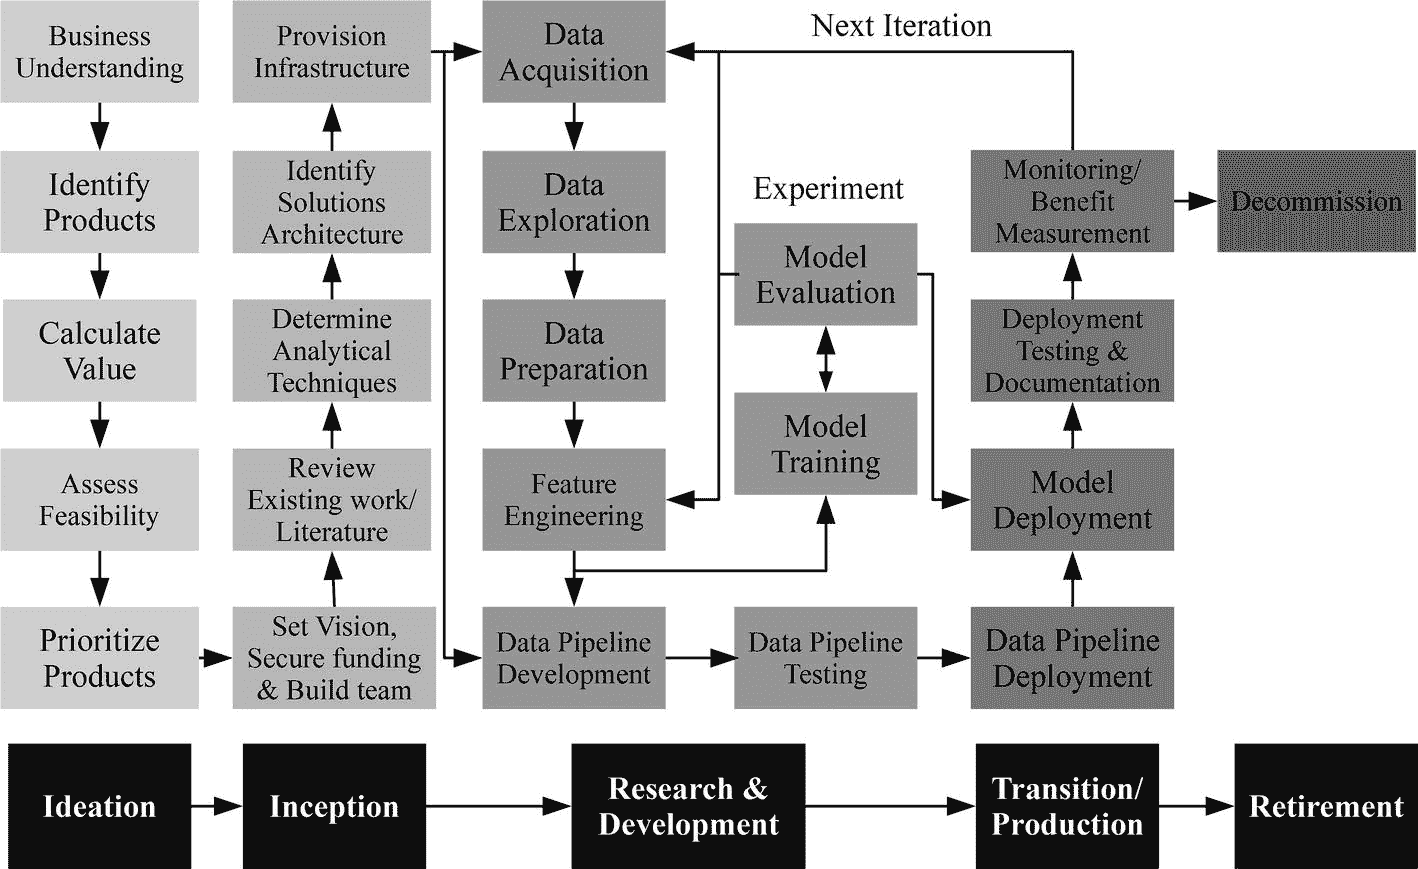 Business
Understanding
Identify
Products
Calculate
Value
Assess
Feasibility
Prioritize
Products
Provision
Infrastructure
Identify
Solutions
Architecture
Determine
Analytical
Techniques
Review
Existing work/
Literature
Set Vision,
Secure funding
& Build team
Data
Acquisition
Data
Exploration
Data
Preparation
Feature
Engineering
Data Pipeline
Development
Next Iteration
Experiment
Model
Evaluation
Model
Training
Data Pipeline
Testing
Monitoring/
Benefit
Measurement
Deployment
Testing &
Documentation
Model
Deployment
Data Pipeline
Deployment
Decommission
Ideation
Inception
Research &
Development
Transition/
Production
Retirement